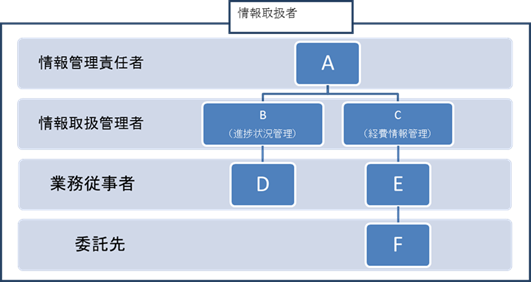 情報取扱者
情報管理責任者
A
情報取扱管理者
B
（進捗状況管理）
C
（経費情報管理）
業務従事者
D
E
委託先
F